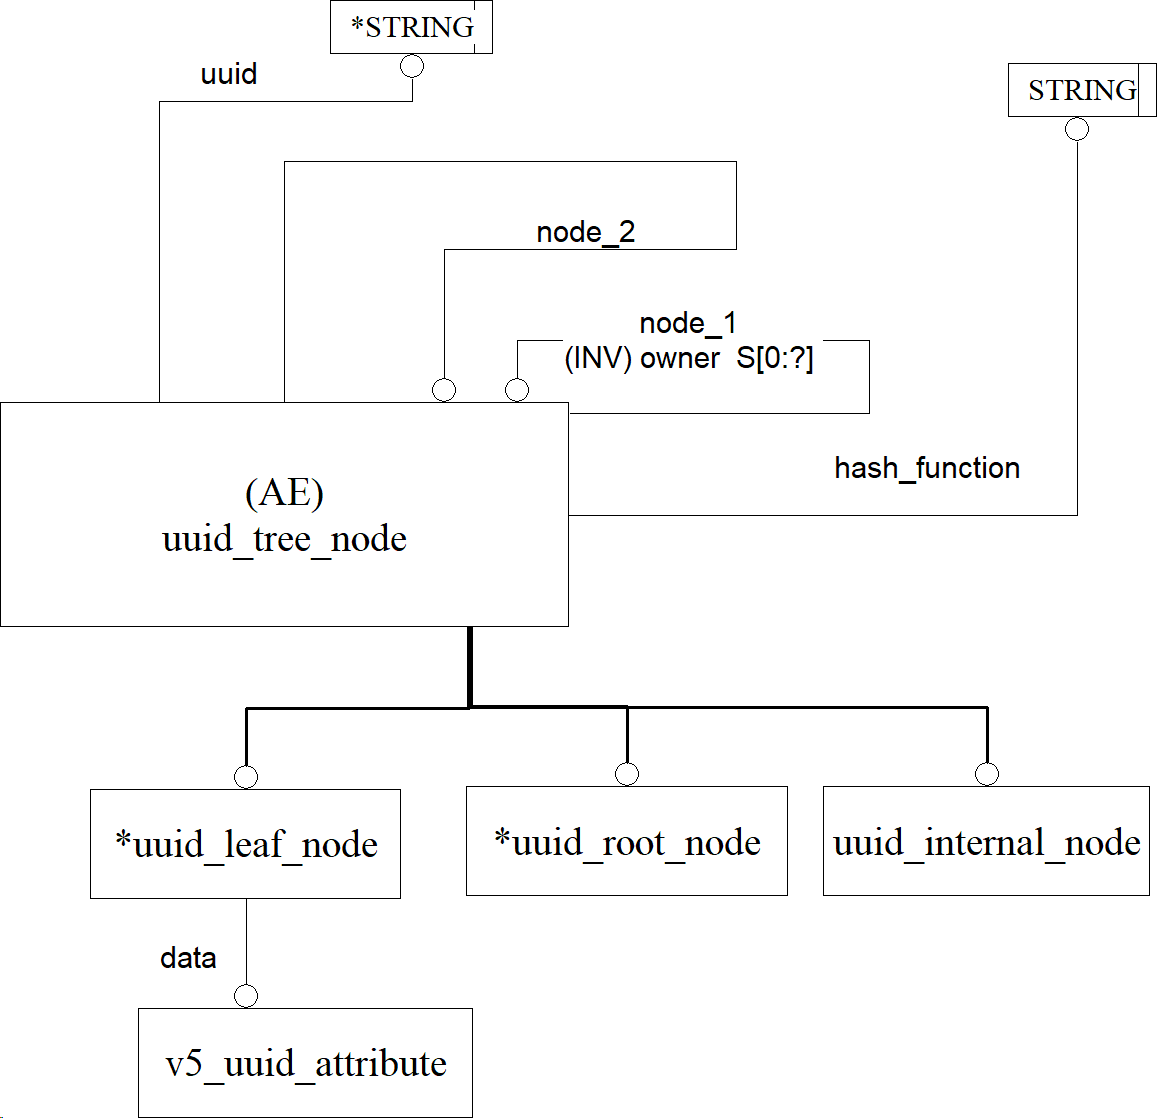 *STRING
uuid
STRING
node_2
node_1
(INV) owner S[0:?]
hash_function
(AE)
uuid_tree_node
*uuid_leaf_node
*uuid_root_node
uuid_internal_node
data
v5_uuid_attribute